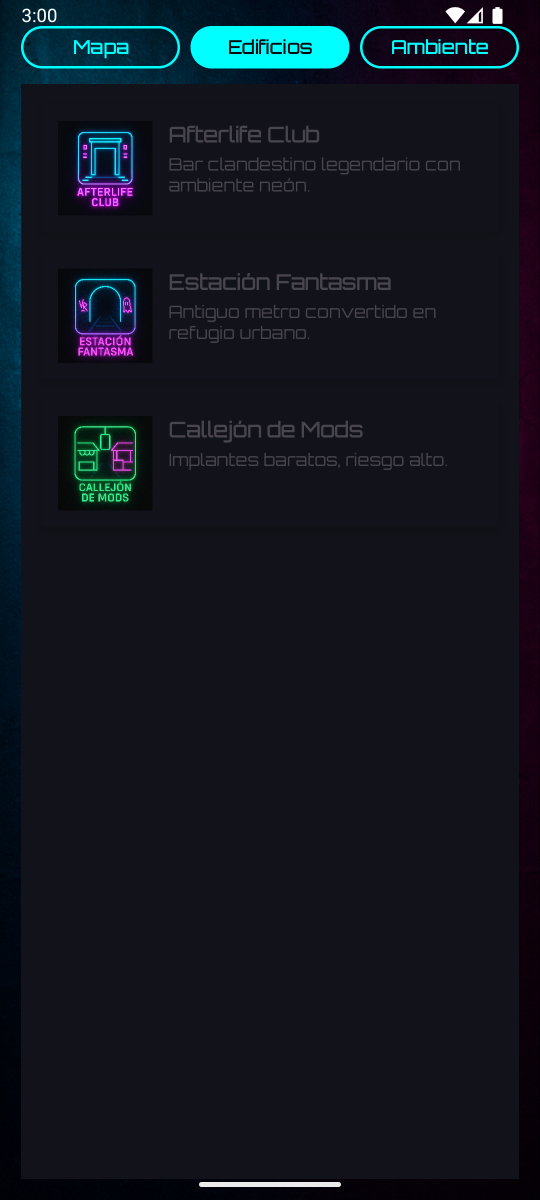 3:00
Mapa
Edificios
Ambiente
AFTERLIFE
CLUB
Afterlife Club
Bar clandestino legendario con
ambiente neón.
VR
ESTACIÓN
FANTASMA
Estación Fantasma
Antiguo metro convertido en
refugio urbano.
CALLEJÓN
DE MODS
Callejón de Mods
Implantes baratos, riesgo alto.